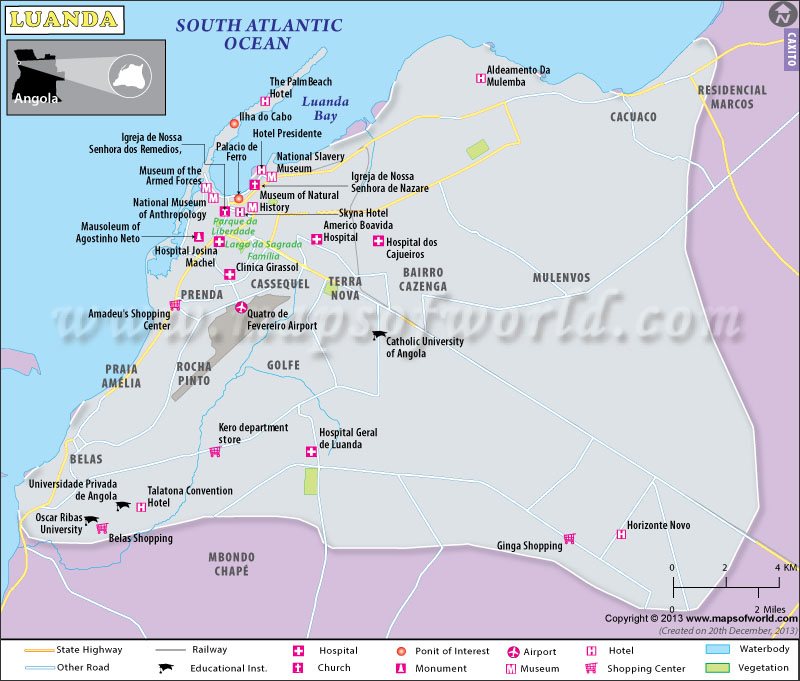 LUANDA
SOUTH ATLANTIC
OCEAN
N
CAXITO
Angola
The PalmBeach
Hotel
Luanda
Bay
Aldeamento Da
Mulemba
RESIDENCIAL
MARCOS
CACUACO
Ilha do Cabo
Hotel Presidente
Igreja de Nossa
Senhora dos Remedios,
Palacio de
Ferro
National Slavery
Museum
Museum of the
Armed Forces
Igreja de Nossa
Senhora de Nazare
National Museum
of Anthropology
Museum of Natural
History
Skyna Hotel
Parque da
Liberdade
Americo Boavida
Hospital
Mausoleum of
Agostinho Neto
Largo da Sagrada
Família
Hospital dos
Cajueiros
Hospital Josina
Machel
Clinica Girassol
CASSEQUEL
TERRA
NOVA
BAIRRO
CAZENGA
MULENVOS
PRENDA
Amadeu's Shopping
Center
Quatro de
Fevereiro Airport
www.mapsofworld.com
Catholic University
of Angola
PRAIA
AMÉLIA
ROCHA
PINTO
GOLFE
Kero department
store
Hospital Geral
de Luanda
BELAS
Universidade Privada
de Angola
Talatona Convention
Hotel
Oscar Ribas
University
Belas Shopping
Ginga Shopping
Horizonte Novo
MBONDO
CHAPÉ
0 2 4 KM
0 2 Miles
Copyright © 2013 www.mapsofworld.com
(Created on 20th December, 2013)
State Highway
Railway
Hospital
Ponit of Interest
Airport
H Hotel
Waterbody
Other Road
Educational Inst.
Church
Monument
M Museum
Shopping Center
Vegetation